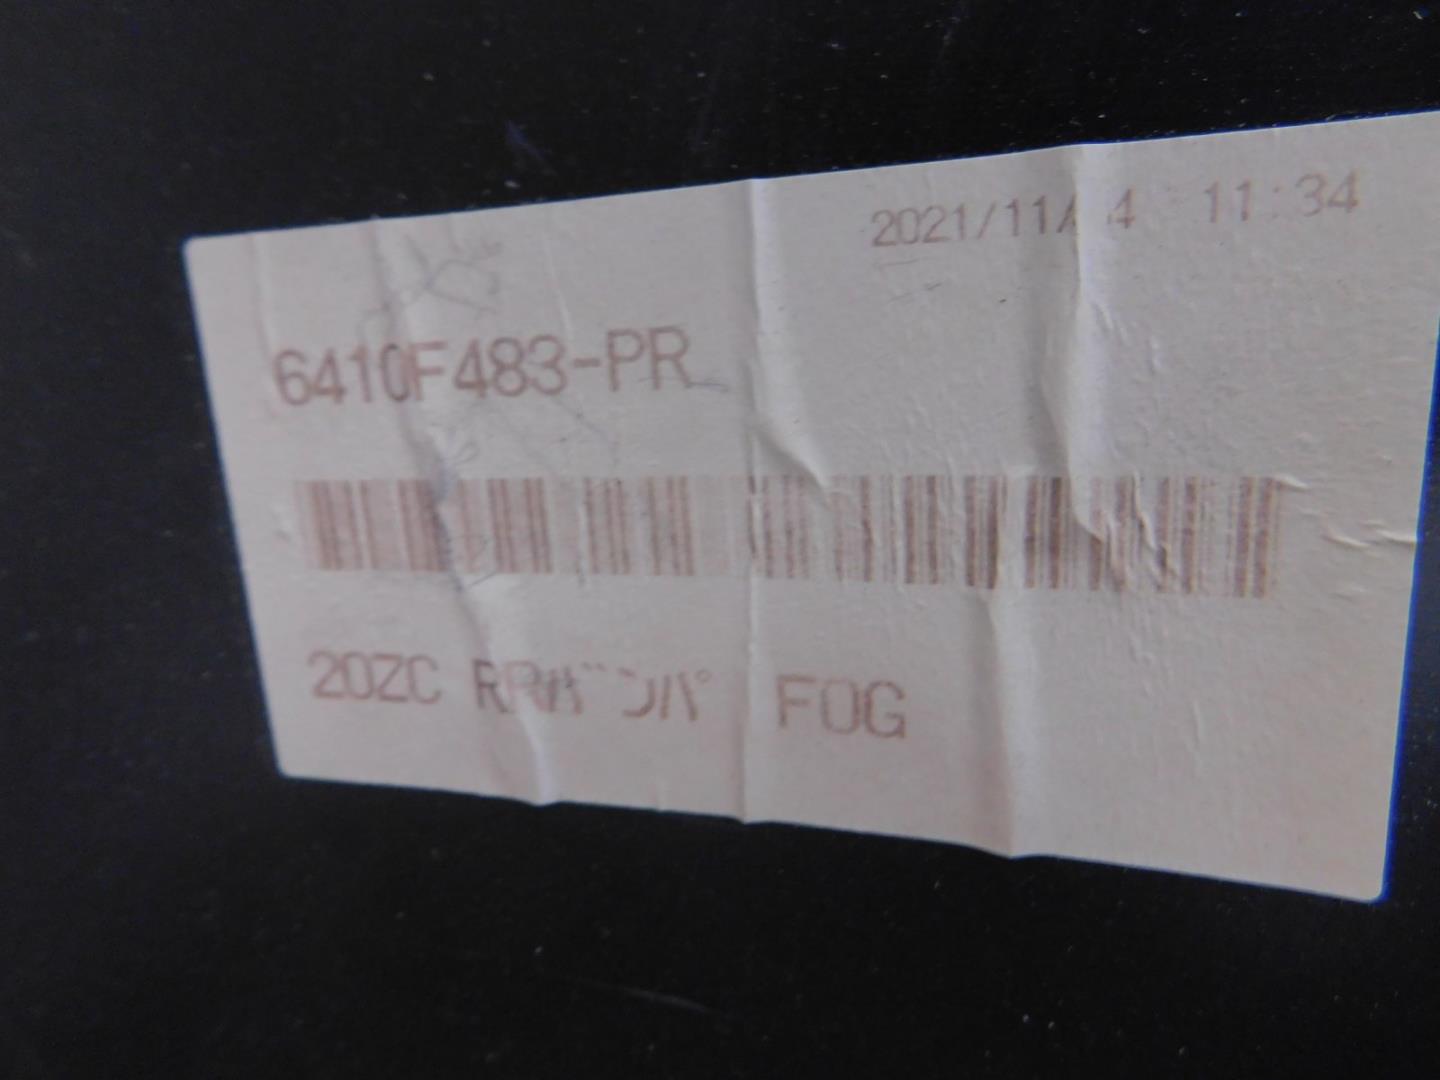 2021/11/ 4 11:34
6410F483-PR
20ZC RRﾊﾞﾝﾊﾟ FOG